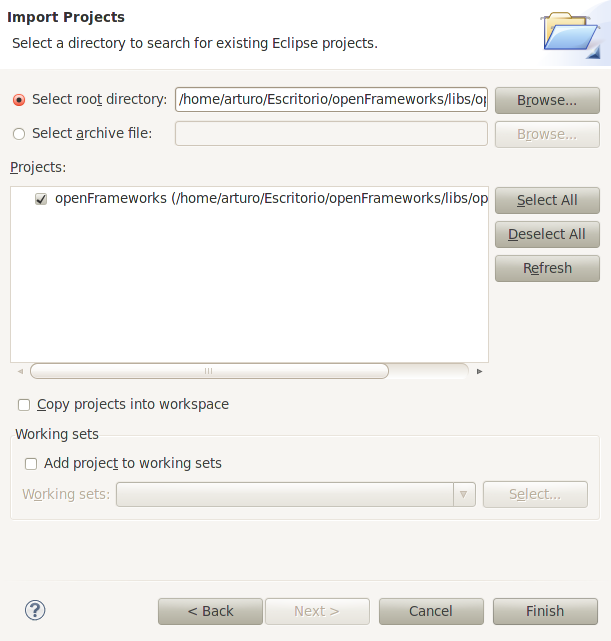 Import Projects
Select a directory to search for existing Eclipse projects.
Select root directory: /home/arturo/Escritorio/openFrameworks/libs/op Browse...
Select archive file: Browse...
Projects:
openFrameworks (/home/arturo/Escritorio/openFrameworks/libs/op Select All
Deselect All
Refresh
Copy projects into workspace
Working sets
Add project to working sets
Working sets: Select...
? < Back Next > Cancel Finish